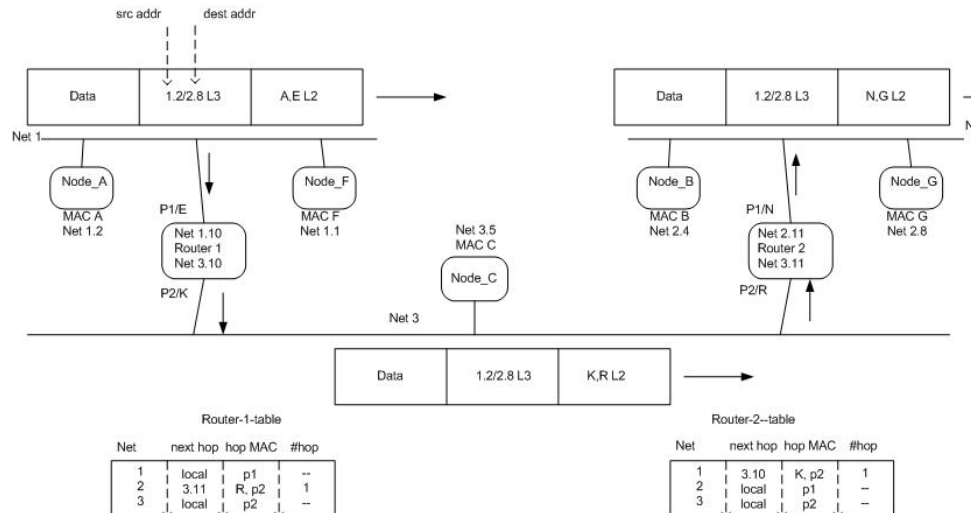 src addr dest addr
Data 1.2/2.8 L3 A,E L2
Data 1.2/2.8 L3 N,G L2
Net 1
N
Node_A
Node_F
Node_B
Node_G
MAC A
Net 1.2
MAC F
Net 1.1
MAC B
Net 2.4
MAC G
Net 2.8
P1/E
Net 1.10
Router 1
Net 3.10
P2/K
Net 3.5
MAC C
Node_C
P1/N
Net 2.11
Router 2
Net 3.11
P2/R
Net 3
Data 1.2/2.8 L3 K,R L2
Router-1-table
Net next hop hop MAC #hop
1 local p1 --
2 3.11 R, p2 1
3 local p2 --
Router-2--table
Net next hop hop MAC #hop
1 3.10 K, p2 1
2 local p1 --
3 local p2 --